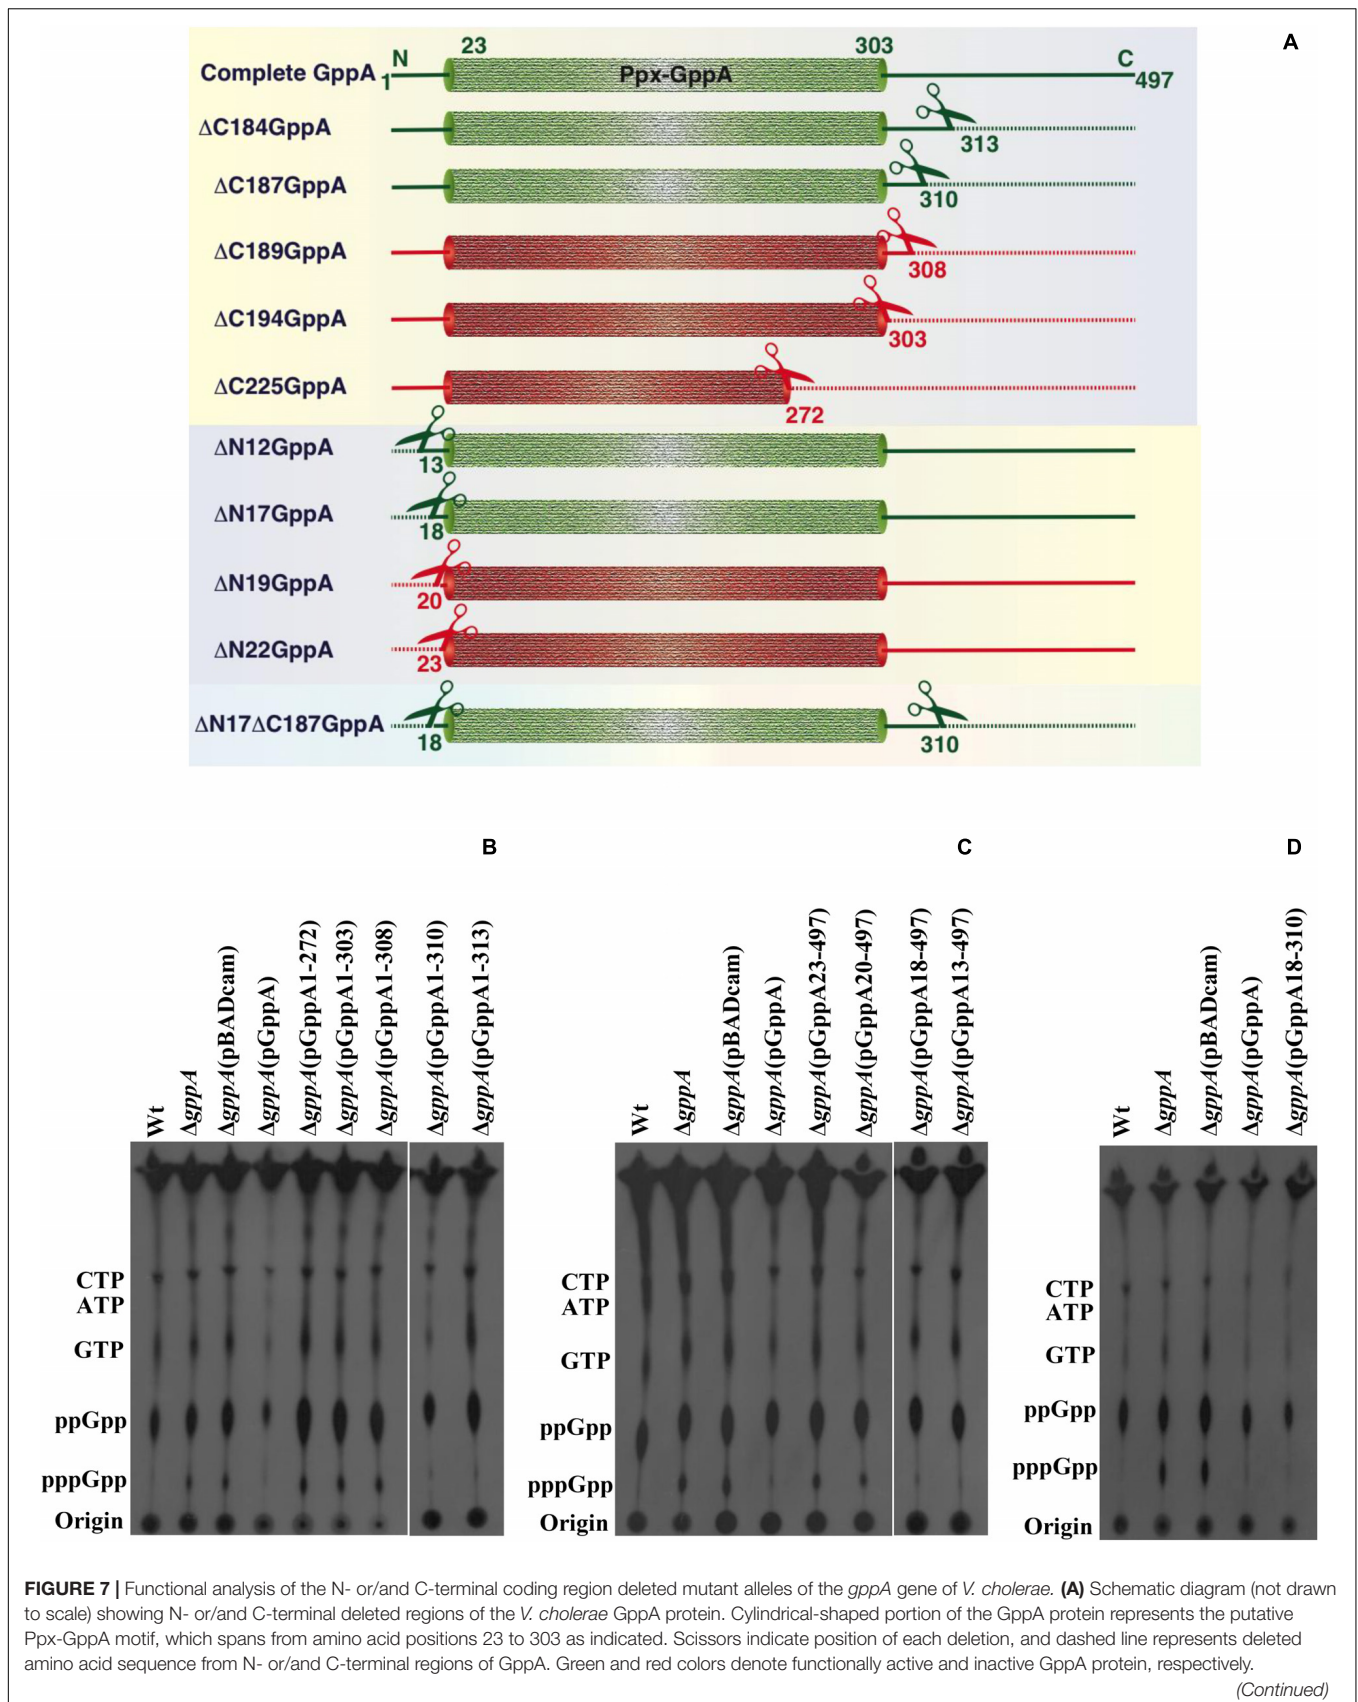 A
23
303
N
C
Complete GppA
1
Ppx-GppA
497
ΔC184GppA
313
ΔC187GppA
310
ΔC189GppA
308
ΔC194GppA
303
ΔC225GppA
272
ΔN12GppA
13
ΔN17GppA
18
ΔN19GppA
20
ΔN22GppA
23
ΔN17ΔC187GppA
18
310
B
Wt
ΔgppA
ΔgppA(pBADcam)
ΔgppA(pGppA)
ΔgppA(pGppA1-272)
ΔgppA(pGppA1-303)
ΔgppA(pGppA1-308)
ΔgppA(pGppA1-310)
ΔgppA(pGppA1-313)
CTP
ATP
GTP
ppGpp
pppGpp
Origin
C
Wt
ΔgppA
ΔgppA(pBADcam)
ΔgppA(pGppA)
ΔgppA(pGppA23-497)
ΔgppA(pGppA20-497)
ΔgppA(pGppA18-497)
ΔgppA(pGppA13-497)
CTP
ATP
GTP
ppGpp
pppGpp
Origin
D
Wt
ΔgppA
ΔgppA(pBADcam)
ΔgppA(pGppA)
ΔgppA(pGppA18-310)
CTP
ATP
GTP
ppGpp
pppGpp
Origin
FIGURE 7 | Functional analysis of the N- or/and C-terminal coding region deleted mutant alleles of the gppA gene of V. cholerae. (A) Schematic diagram (not drawn
to scale) showing N- or/and C-terminal deleted regions of the V. cholerae GppA protein. Cylindrical-shaped portion of the GppA protein represents the putative
Ppx-GppA motif, which spans from amino acid positions 23 to 303 as indicated. Scissors indicate position of each deletion, and dashed line represents deleted
amino acid sequence from N- or/and C-terminal regions of GppA. Green and red colors denote functionally active and inactive GppA protein, respectively.
(Continued)